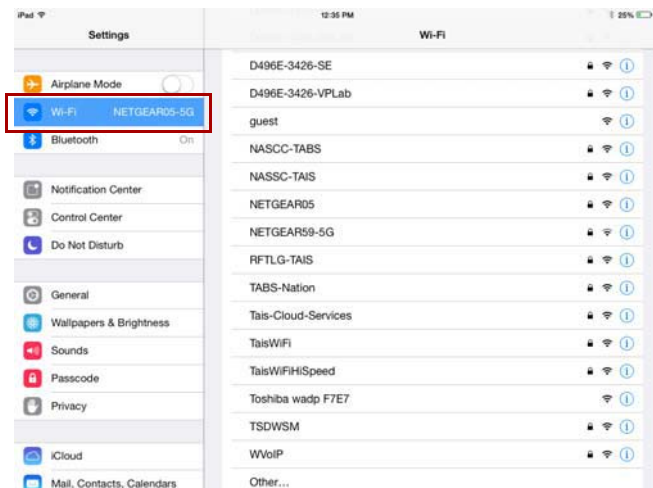 iPad 12:35 PM 25%
Settings
Wi-Fi
Airplane Mode
Wi-Fi NETGEAR05-5G
Bluetooth On
Notification Center
Control Center
Do Not Disturb
General
Wallpapers & Brightness
Sounds
Passcode
Privacy
iCloud
Mail, Contacts, Calendars
D496E-3426-SE
D496E-3426-VPLab
guest
NASCC-TABS
NASSC-TAIS
NETGEAR05
NETGEAR59-5G
RFTLG-TAIS
TABS-Nation
Tais-Cloud-Services
TaisWiFi
TaisWiFiHiSpeed
Toshiba wadp F7E7
TSDWSM
WVoIP
Other...